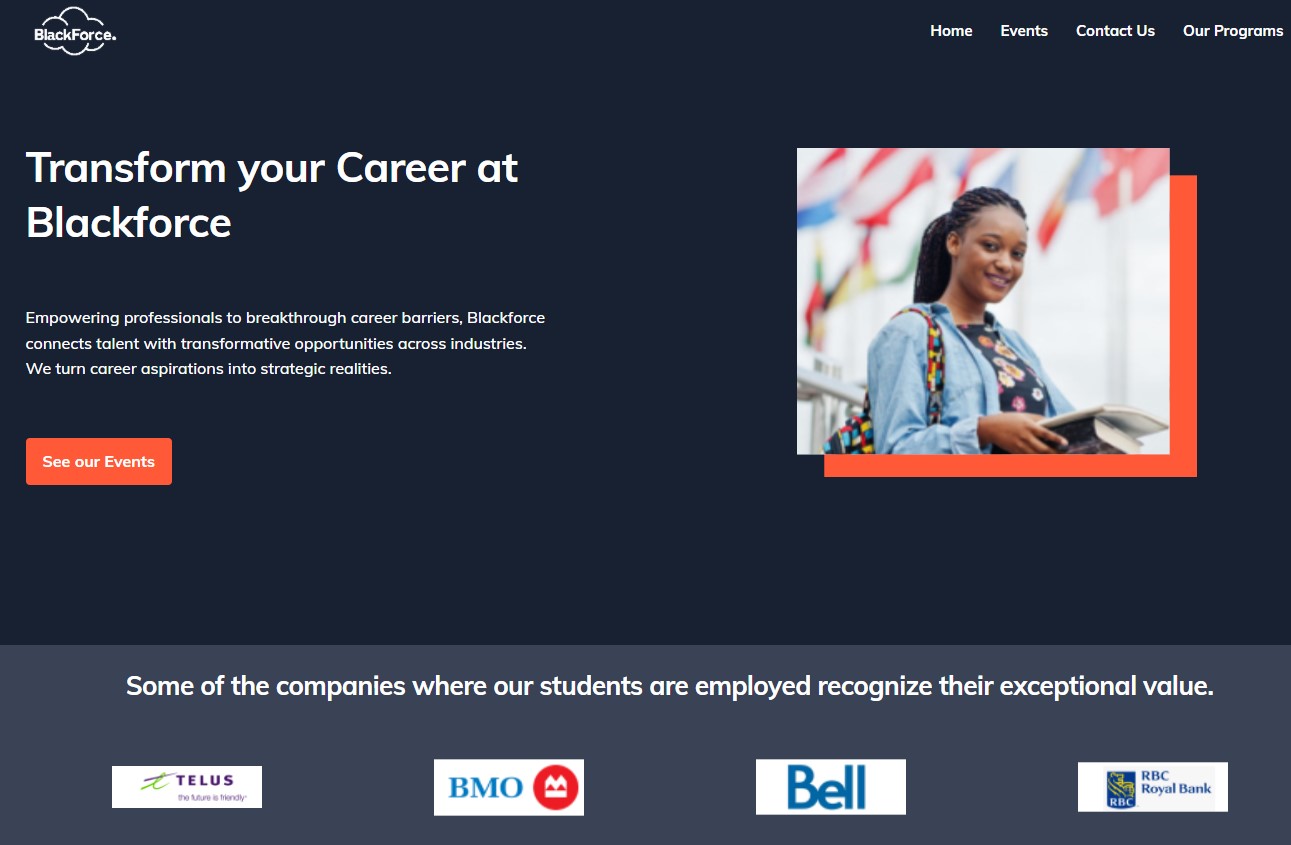 BlackForce.
Home Events Contact Us Our Programs
Transform your Career at
Blackforce
Empowering professionals to breakthrough career barriers, Blackforce
connects talent with transformative opportunities across industries.
We turn career aspirations into strategic realities.
See our Events
Some of the companies where our students are employed recognize their exceptional value.
TELUS
the future is friendly
BMO
Bell
RBC
RBC
Royal Bank